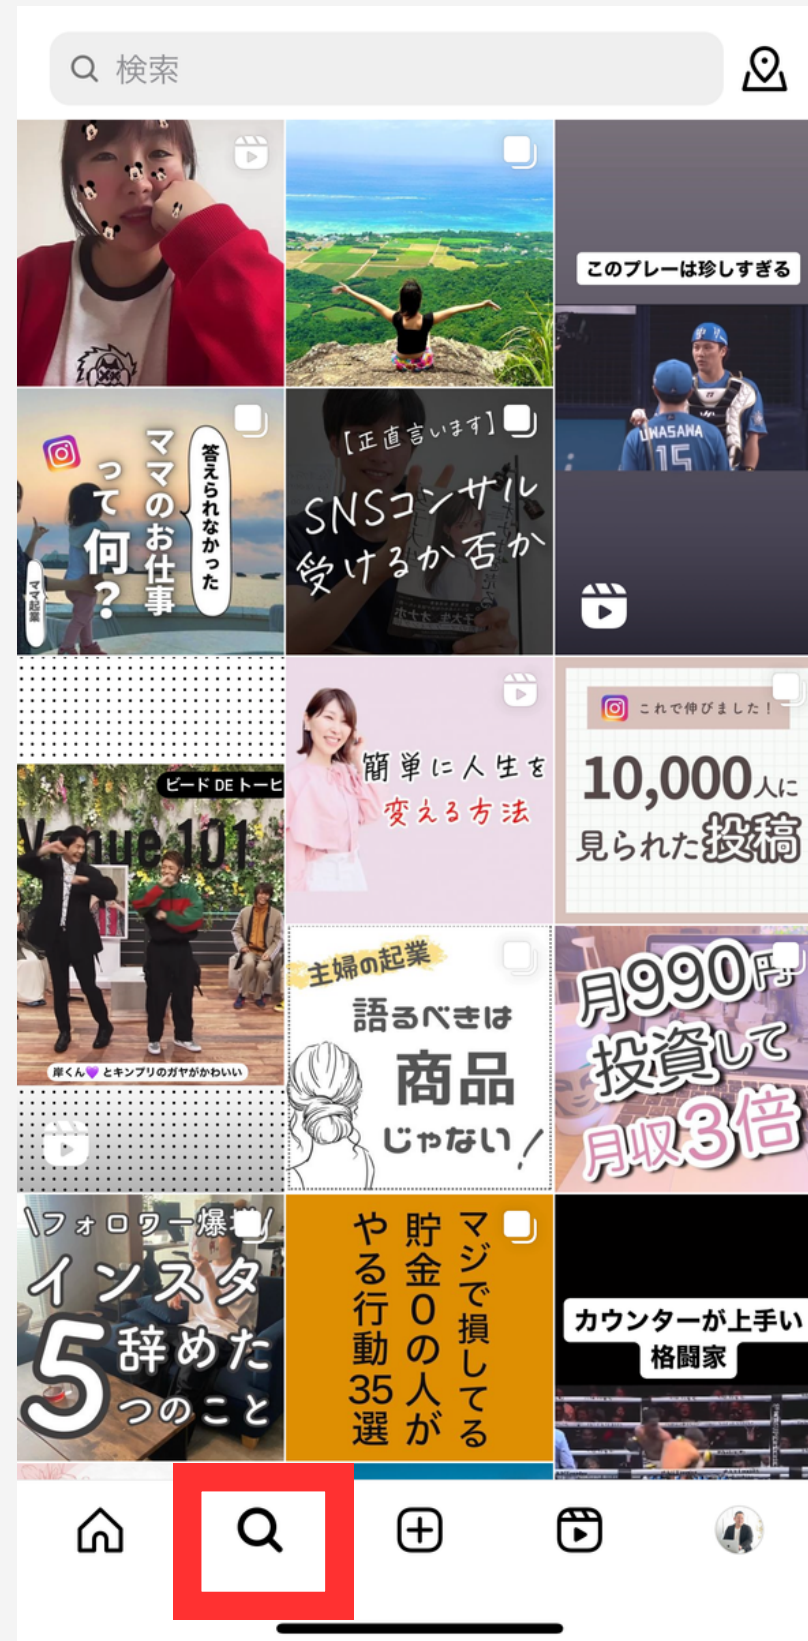 検索
このプレーは珍しすぎる
UWASAWA
15
答えられなかった
ママのお仕事
って何?
ママ起業
【正直言います】
SNSコンサル
受けるか否か
ビード DE トーヒ
Venue 101
岸くん💜 とキンプリのガヤがかわいい
簡単に人生を
変える方法
これで伸びました!
10,000人に
見られた投稿
主婦の起業
語るべきは
商品
じゃない!
月990円
投資して
月収3倍
\フォロワー爆増/
インスタ
辞めた
5つのこと
マジで損してる
貯金0の人が
やる行動35選
カウンターが上手い
格闘家